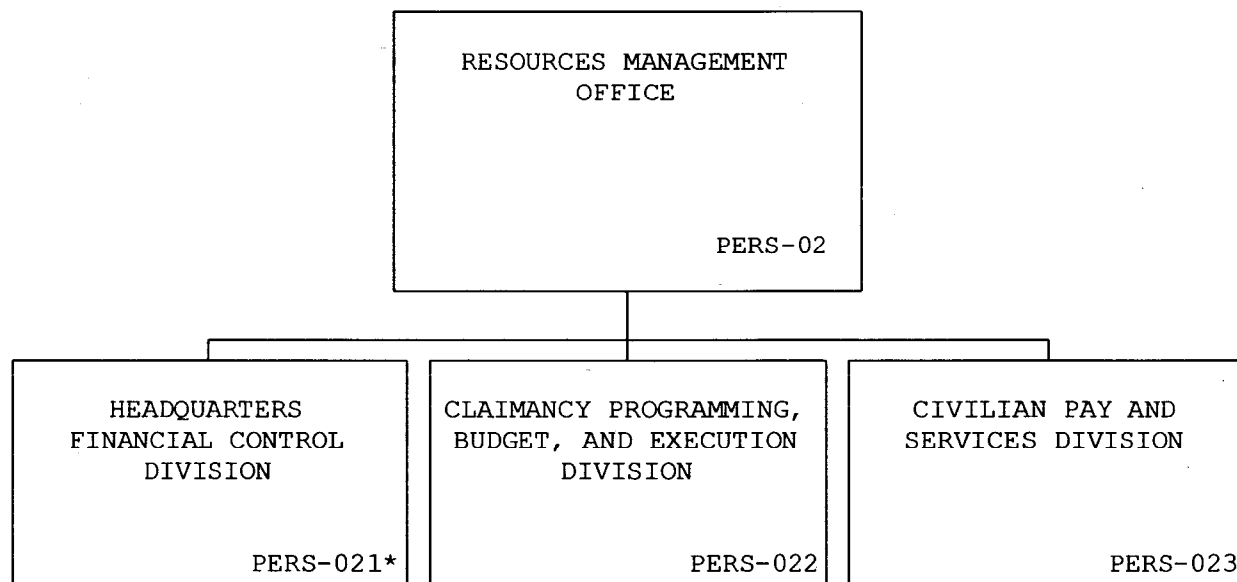 RESOURCES MANAGEMENT
OFFICE
PERS-02
HEADQUARTERS
FINANCIAL CONTROL
DIVISION
PERS-021*
CLAIMANCY PROGRAMMING,
BUDGET, AND EXECUTION
DIVISION
PERS-022
CIVILIAN PAY AND
SERVICES DIVISION
PERS-023